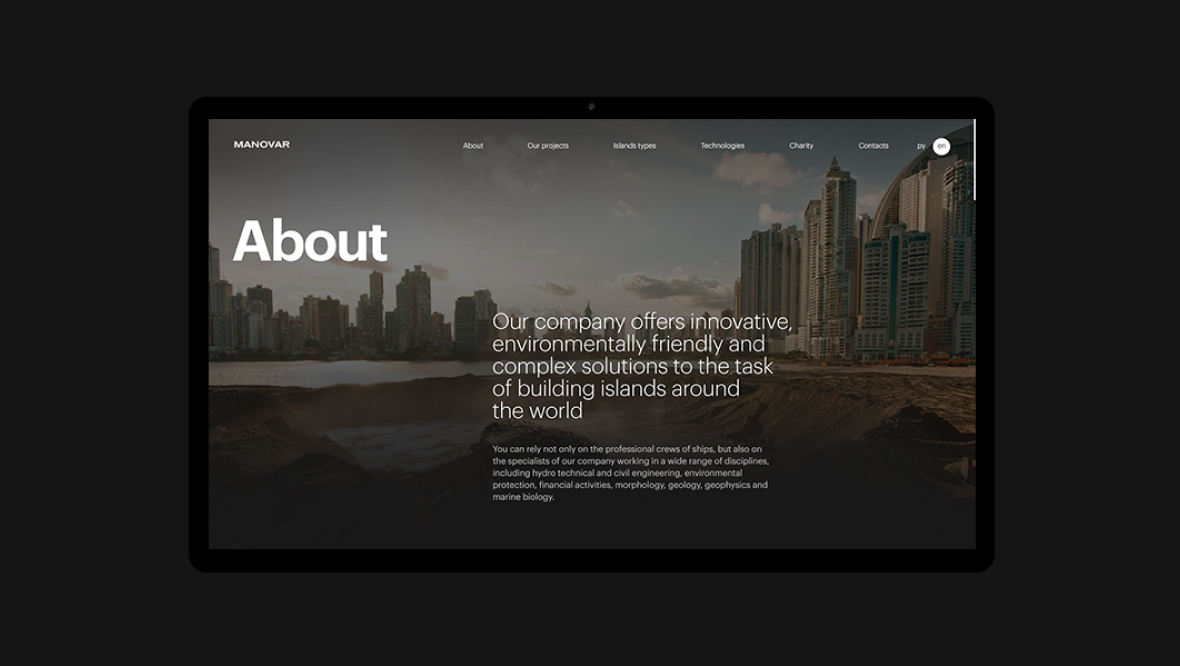 MANOVAR
About
Our projects
Islands types
Technologies
Charity
Contacts
ру
en
About
Our company offers innovative,
environmentally friendly and
complex solutions to the task
of building islands around
the world
You can rely not only on the professional crews of ships, but also on
the specialists of our company working in a wide range of disciplines,
including hydro technical and civil engineering, environmental
protection, financial activities, morphology, geology, geophysics and
marine biology.